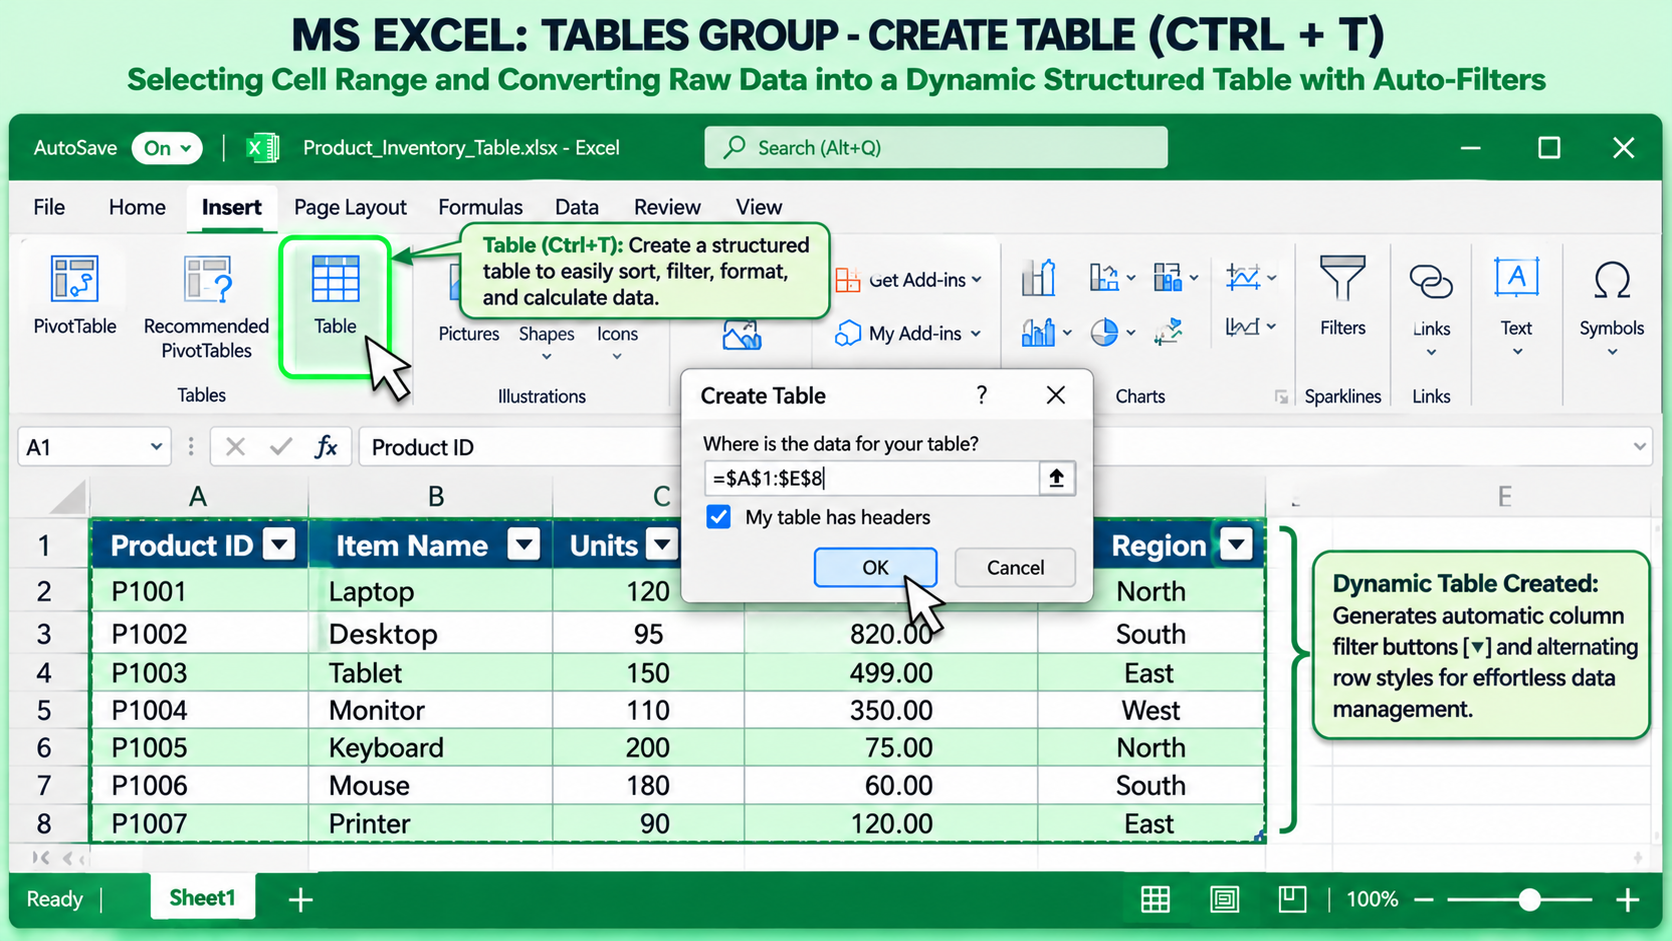 MS EXCEL: TABLES GROUP - CREATE TABLE (CTRL + T)
Selecting Cell Range and Converting Raw Data into a Dynamic Structured Table with Auto-Filters
AutoSave On Product_Inventory_Table.xlsx - Excel Search (Alt+Q)
File Home Insert Page Layout Formulas Data Review View
Table (Ctrl+T): Create a structured
table to easily sort, filter, format,
and calculate data.
PivotTable
Recommended
PivotTables
Table
Tables
Pictures Shapes Icons
Illustrations
Get Add-ins
My Add-ins
Charts
Filters
Sparklines
Links
Links
A
Text
Symbols
Create Table ?
Where is the data for your table?
=$A$1:$E$8
My table has headers
OK Cancel
A1 fx Product ID
A B C E
1 Product ID Item Name Units Region
2 P1001 Laptop 120 North
3 P1002 Desktop 95 820.00 South
4 P1003 Tablet 150 499.00 East
5 P1004 Monitor 110 350.00 West
6 P1005 Keyboard 200 75.00 North
7 P1006 Mouse 180 60.00 South
8 P1007 Printer 90 120.00 East
Dynamic Table Created:
Generates automatic column
filter buttons [▼] and alternating
row styles for effortless data
management.
Ready Sheet1 100%